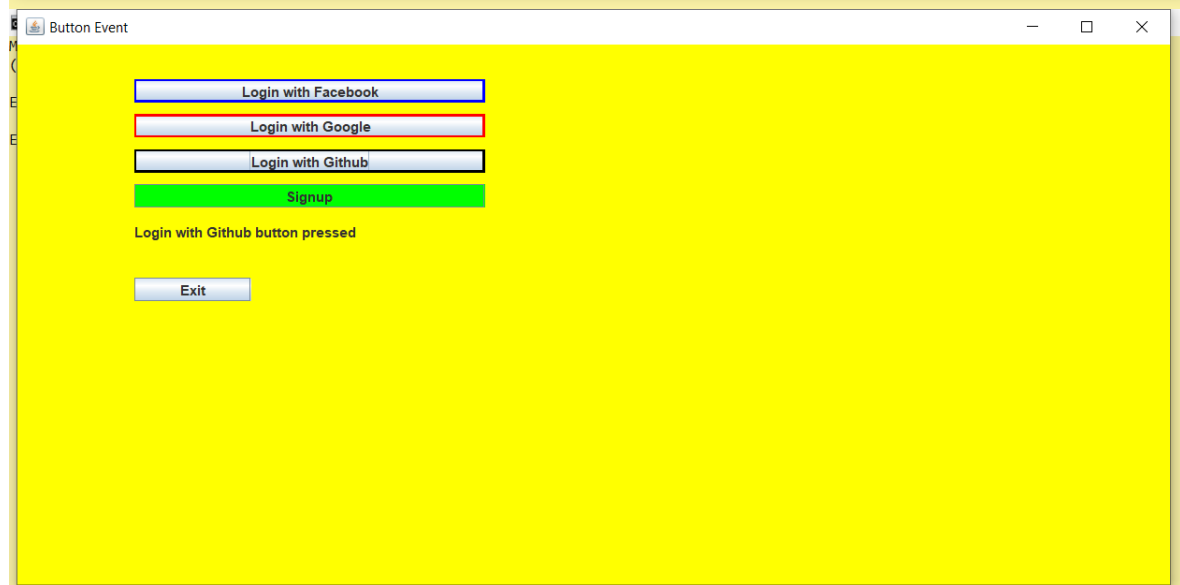 Button Event
Login with Facebook
Login with Google
Login with Github
Signup
Login with Github button pressed
Exit